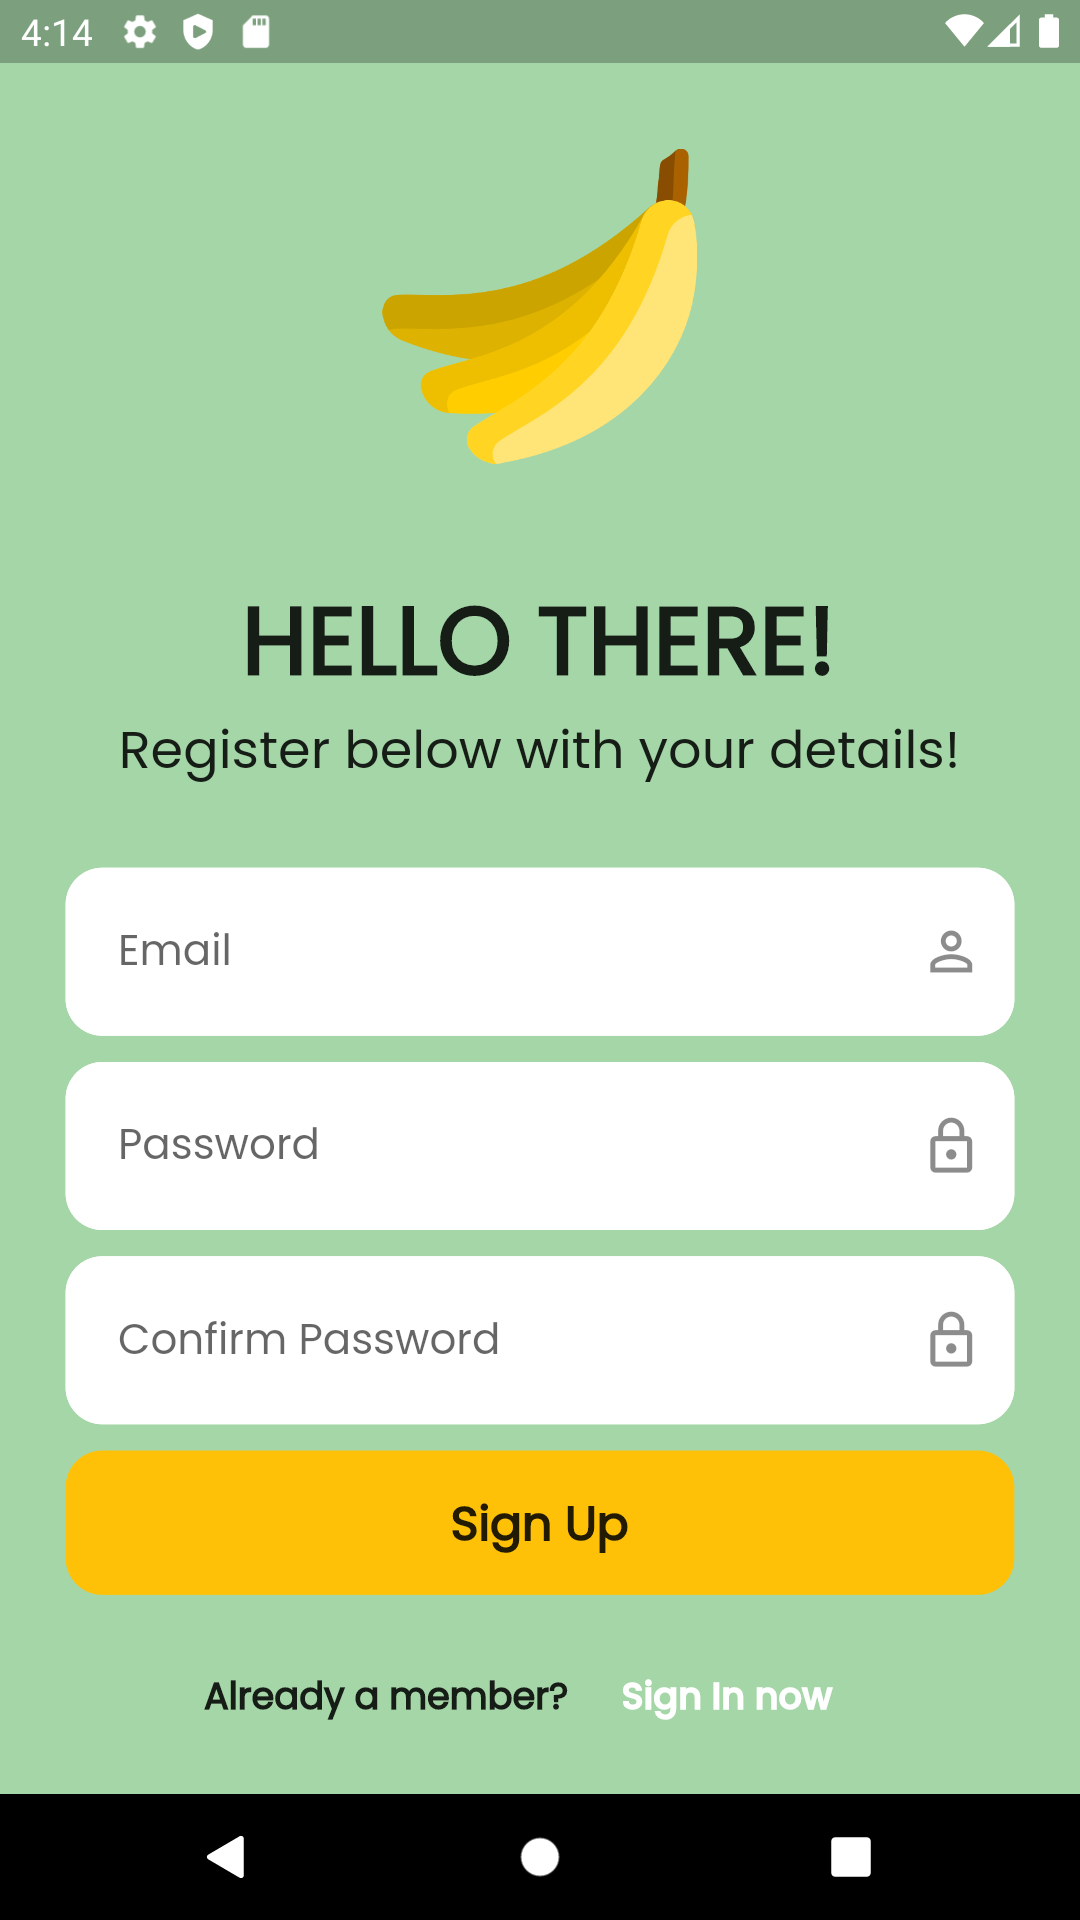 4:14
HELLO THERE!
Register below with your details!
Email
Password
Confirm Password
Sign Up
Already a member? Sign In now